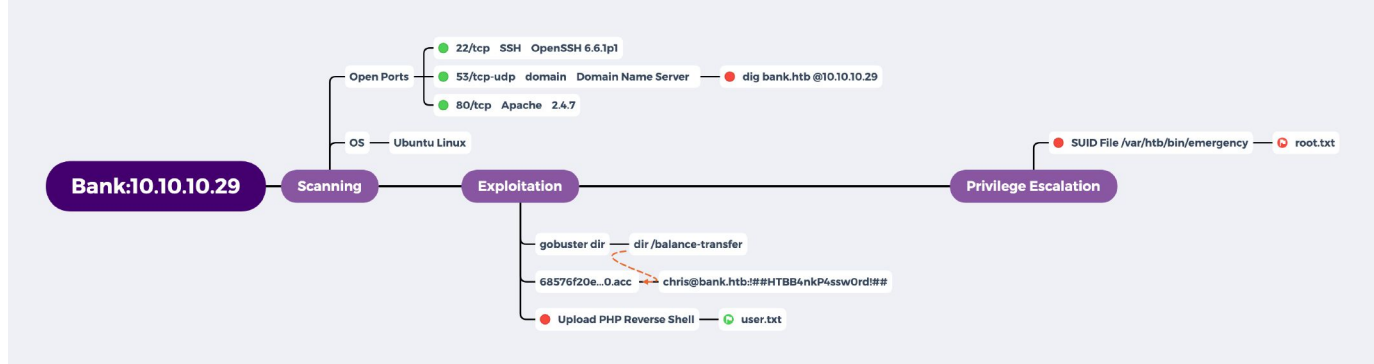 22/tcp SSH OpenSSH 6.6.1p1
Open Ports
53/tcp-udp domain Domain Name Server
dig bank.htb @10.10.10.29
80/tcp Apache 2.4.7
OS
Ubuntu Linux
SUID File /var/htb/bin/emergency
root.txt
Bank:10.10.10.29
Scanning
Exploitation
Privilege Escalation
gobuster dir
dir /balance-transfer
68576f20e...0.acc
chris@bank.htb:!##HTBB4nkP4ssw0rd!##
Upload PHP Reverse Shell
user.txt